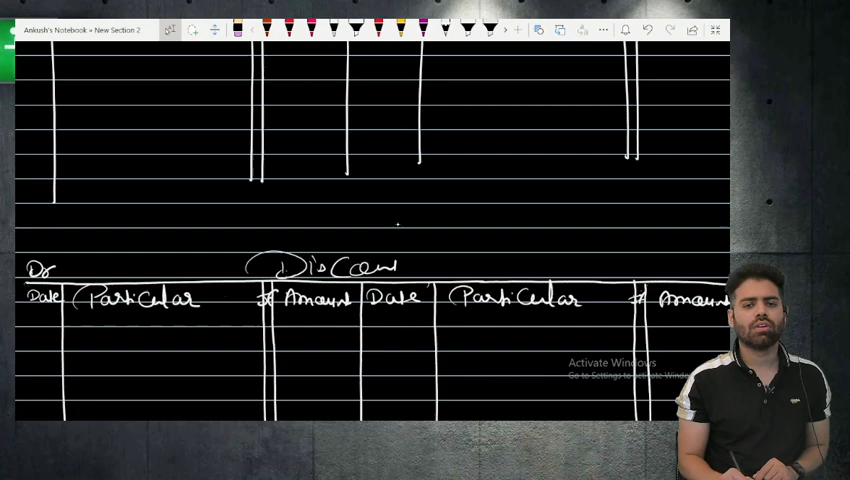 Ankush's Notebook » New Section 2
Dr Discoun
Date Particular # Amount Date Particular # Amount
Activate Windows
Go to Settings to activate Windows